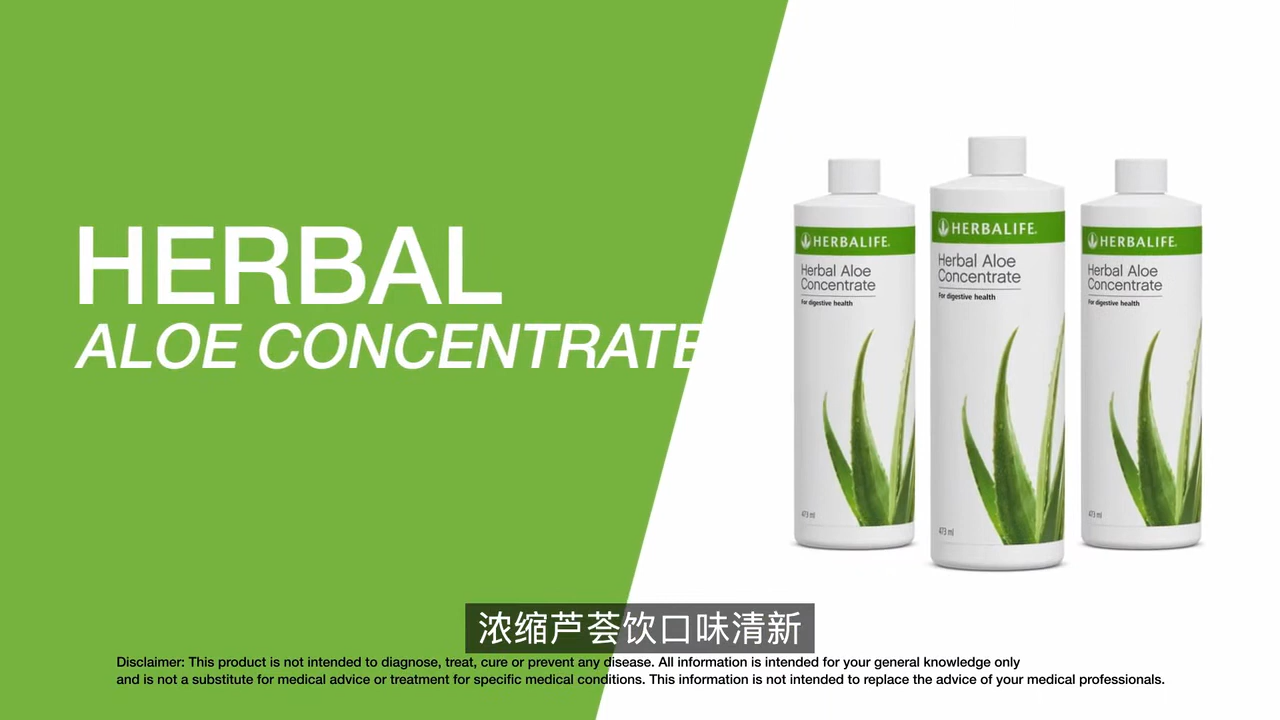 HERBAL
ALOE CONCENTRATE
HERBALIFE.
Herbal Aloe
Concentrate
For digestive health
473 ml
HERBALIFE.
Herbal Aloe
Concentrate
For digestive health
473 ml
HERBALIFE.
Herbal Aloe
Concentrate
For digestive health
473 ml
浓缩芦荟饮口味清新
Disclaimer: This product is not intended to diagnose, treat, cure or prevent any disease. All information is intended for your general knowledge only
and is not a substitute for medical advice or treatment for specific medical conditions. This information is not intended to replace the advice of your medical professionals.